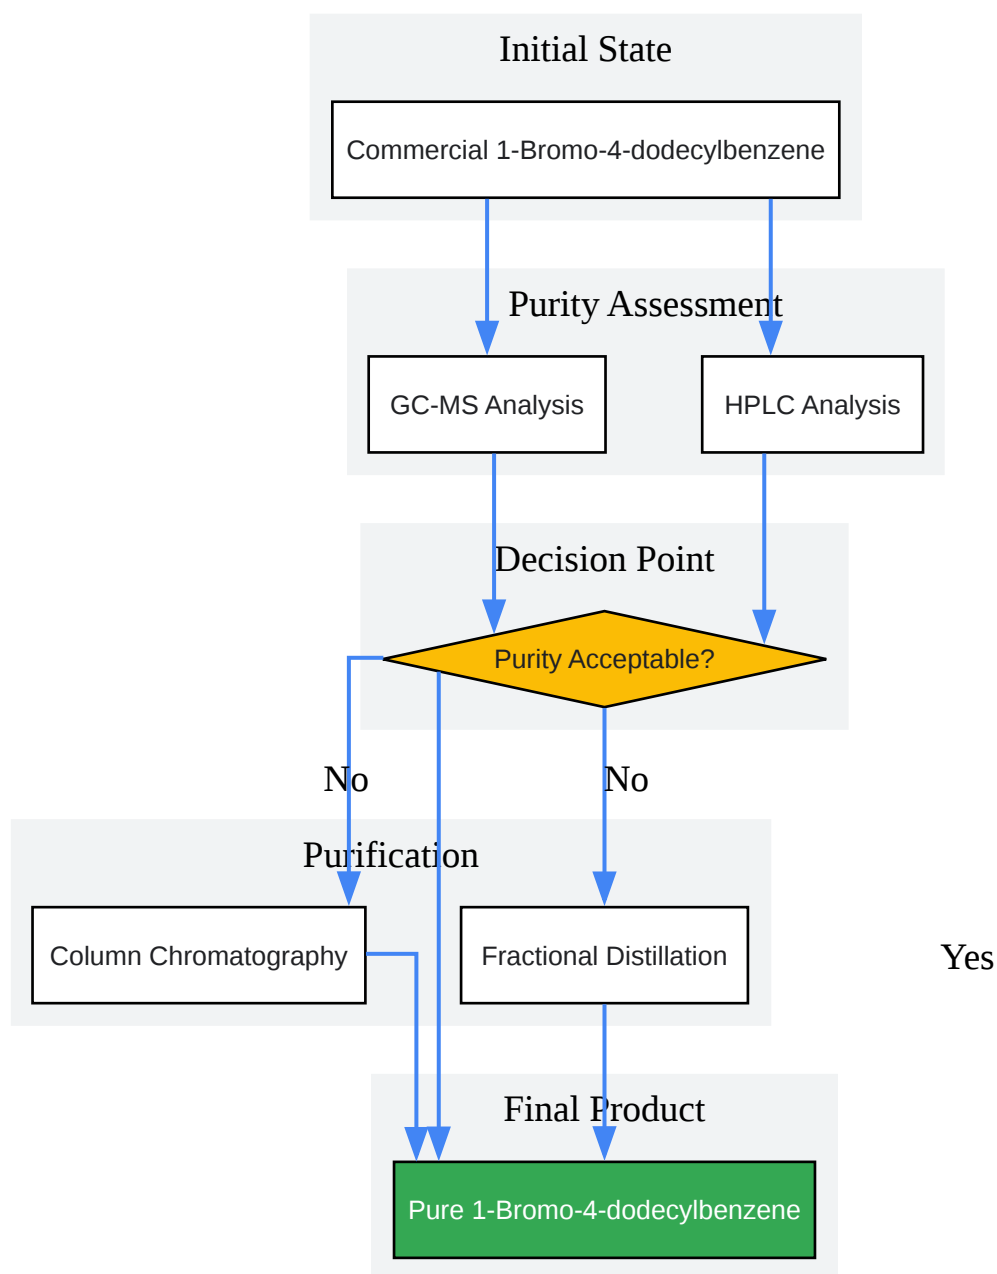 Initial State
Commercial 1-Bromo-4-dodecylbenzene
Purity Assessment
GC-MS Analysis
HPLC Analysis
Decision Point
Purity Acceptable?
No
No
Purification
Column Chromatography
Fractional Distillation
Yes
Final Product
Pure 1-Bromo-4-dodecylbenzene